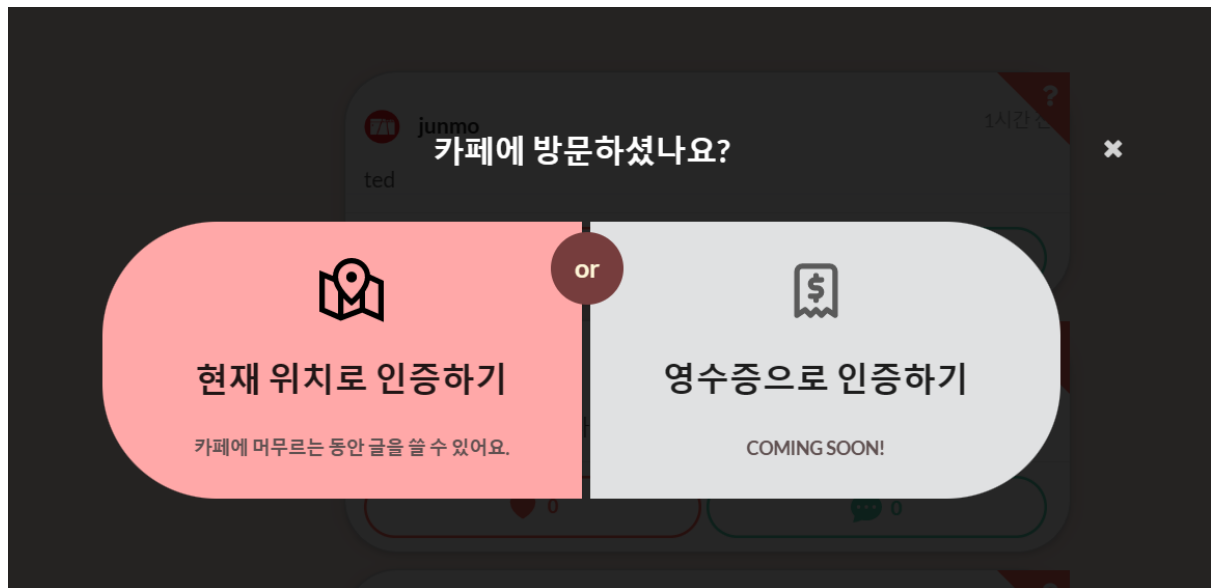 junmo
1시간 전
카페에 방문하셨나요?
ted
or
현재 위치로 인증하기
영수증으로 인증하기
카페에 머무르는 동안 글을 쓸 수 있어요.
COMING SOON!
0
0